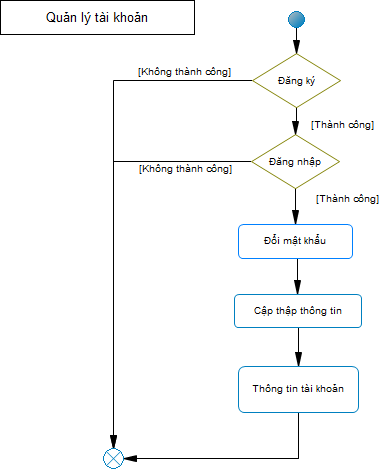 Quản lý tài khoản
[Không thành công]
Đăng ký
[Thành công]
Đăng nhập
[Không thành công]
[Thành công]
Đổi mật khẩu
Cập thập thông tin
Thông tin tài khoản